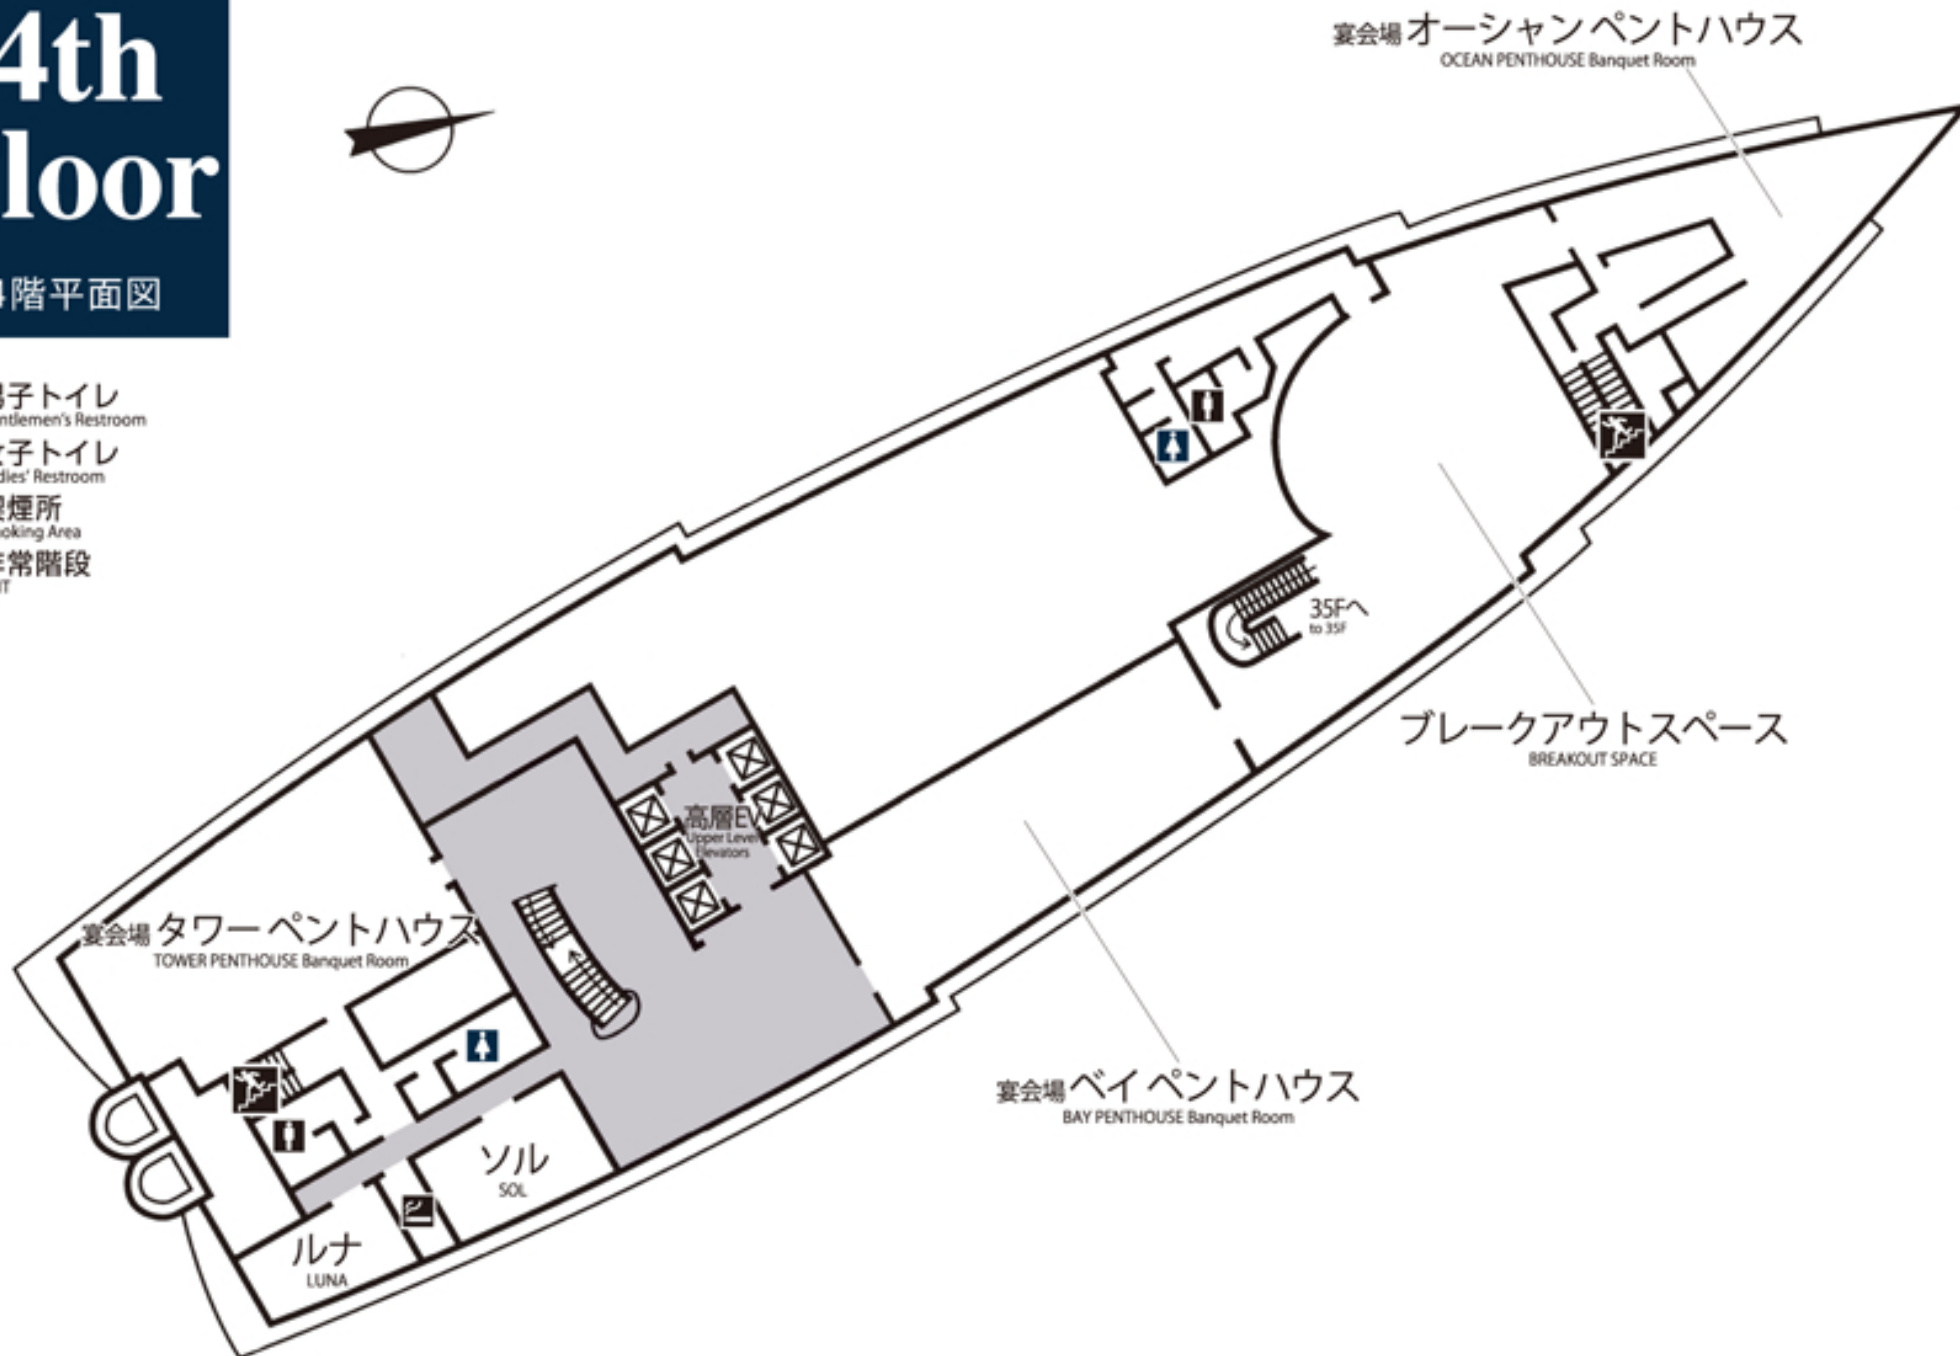 4th
loor
階平面図
宴会場 オーシャン ペントハウス
OCEAN PENTHOUSE Banquet Room
子トイレ
ntlemen's Restroom
子トイレ
dies' Restroom
煙所
oking Area
常階段
IT
35Fへ
to 35F
ブレークアウトスペース
BREAKOUT SPACE
高層EV
Upper Level
Elevators
宴会場 タワー ペントハウス
TOWER PENTHOUSE Banquet Room
宴会場 ベイ ペントハウス
BAY PENTHOUSE Banquet Room
ソル
SOL
ルナ
LUNA